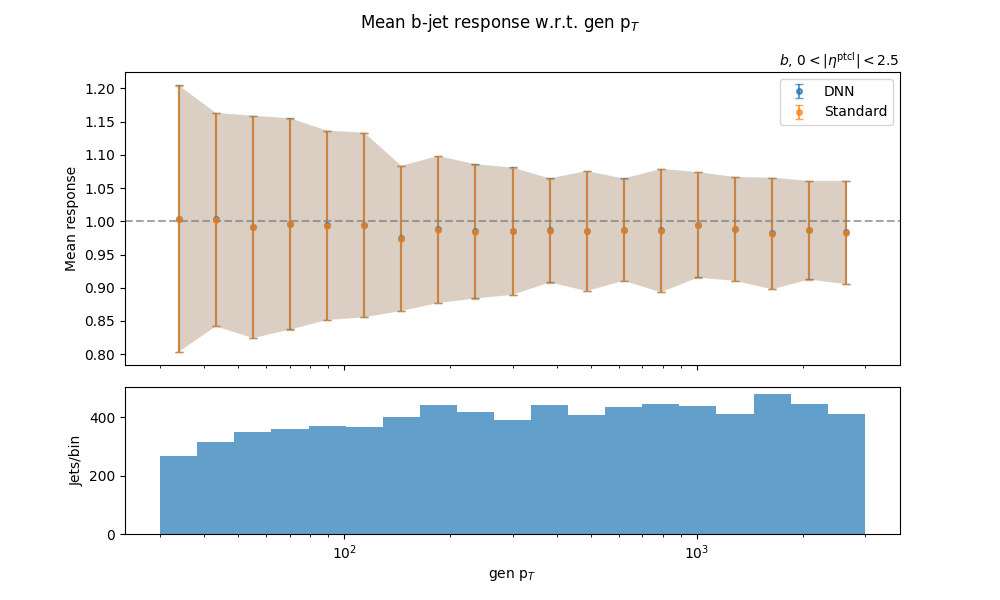 Mean b-jet response w.r.t. gen p_T
b, 0 < |η^ptcl| < 2.5
DNN
Standard
Mean response
1.20
1.15
1.10
1.05
1.00
0.95
0.90
0.85
0.80
Jets/bin
400
200
0
10^2
10^3
gen p_T